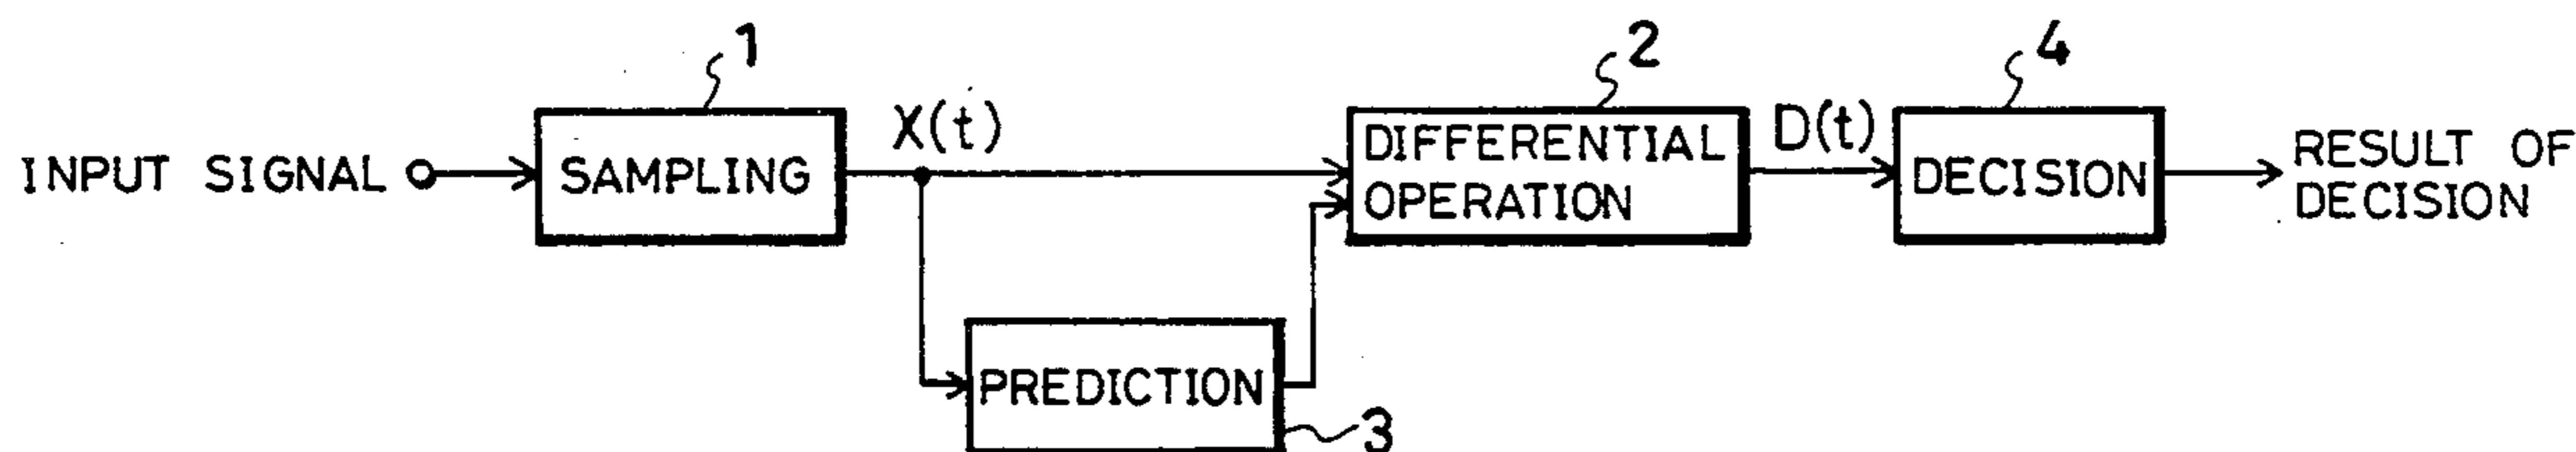 1
2
4
INPUT SIGNAL
SAMPLING
X(t)
DIFFERENTIAL
OPERATION
D(t)
DECISION
RESULT OF
DECISION
PREDICTION
3